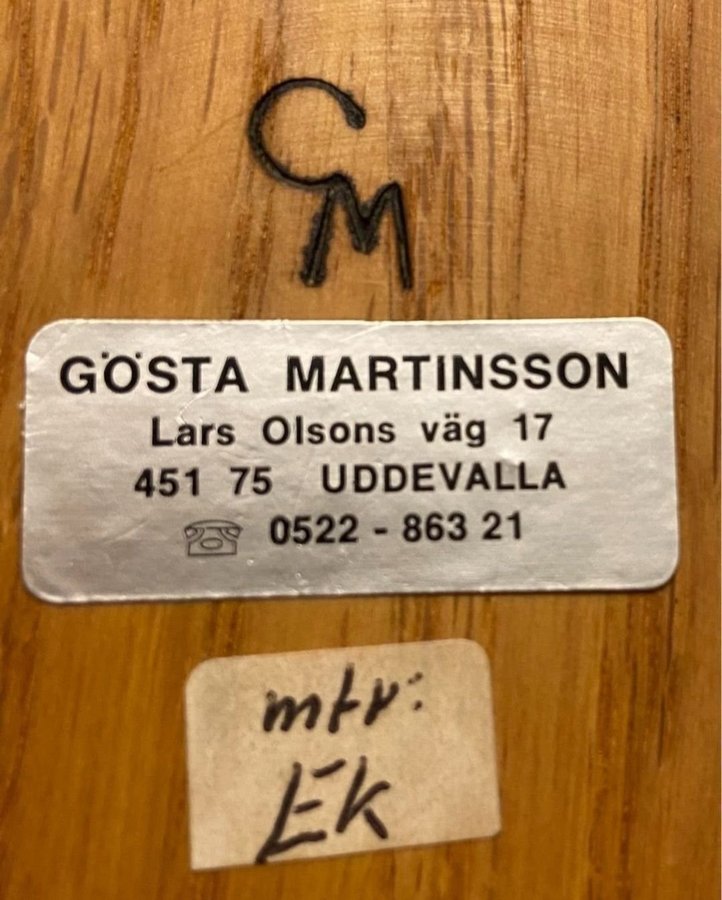 GM
GÖSTA MARTINSSON
Lars Olsons väg 17
451 75 UDDEVALLA
0522 - 863 21
mtr:
Ek